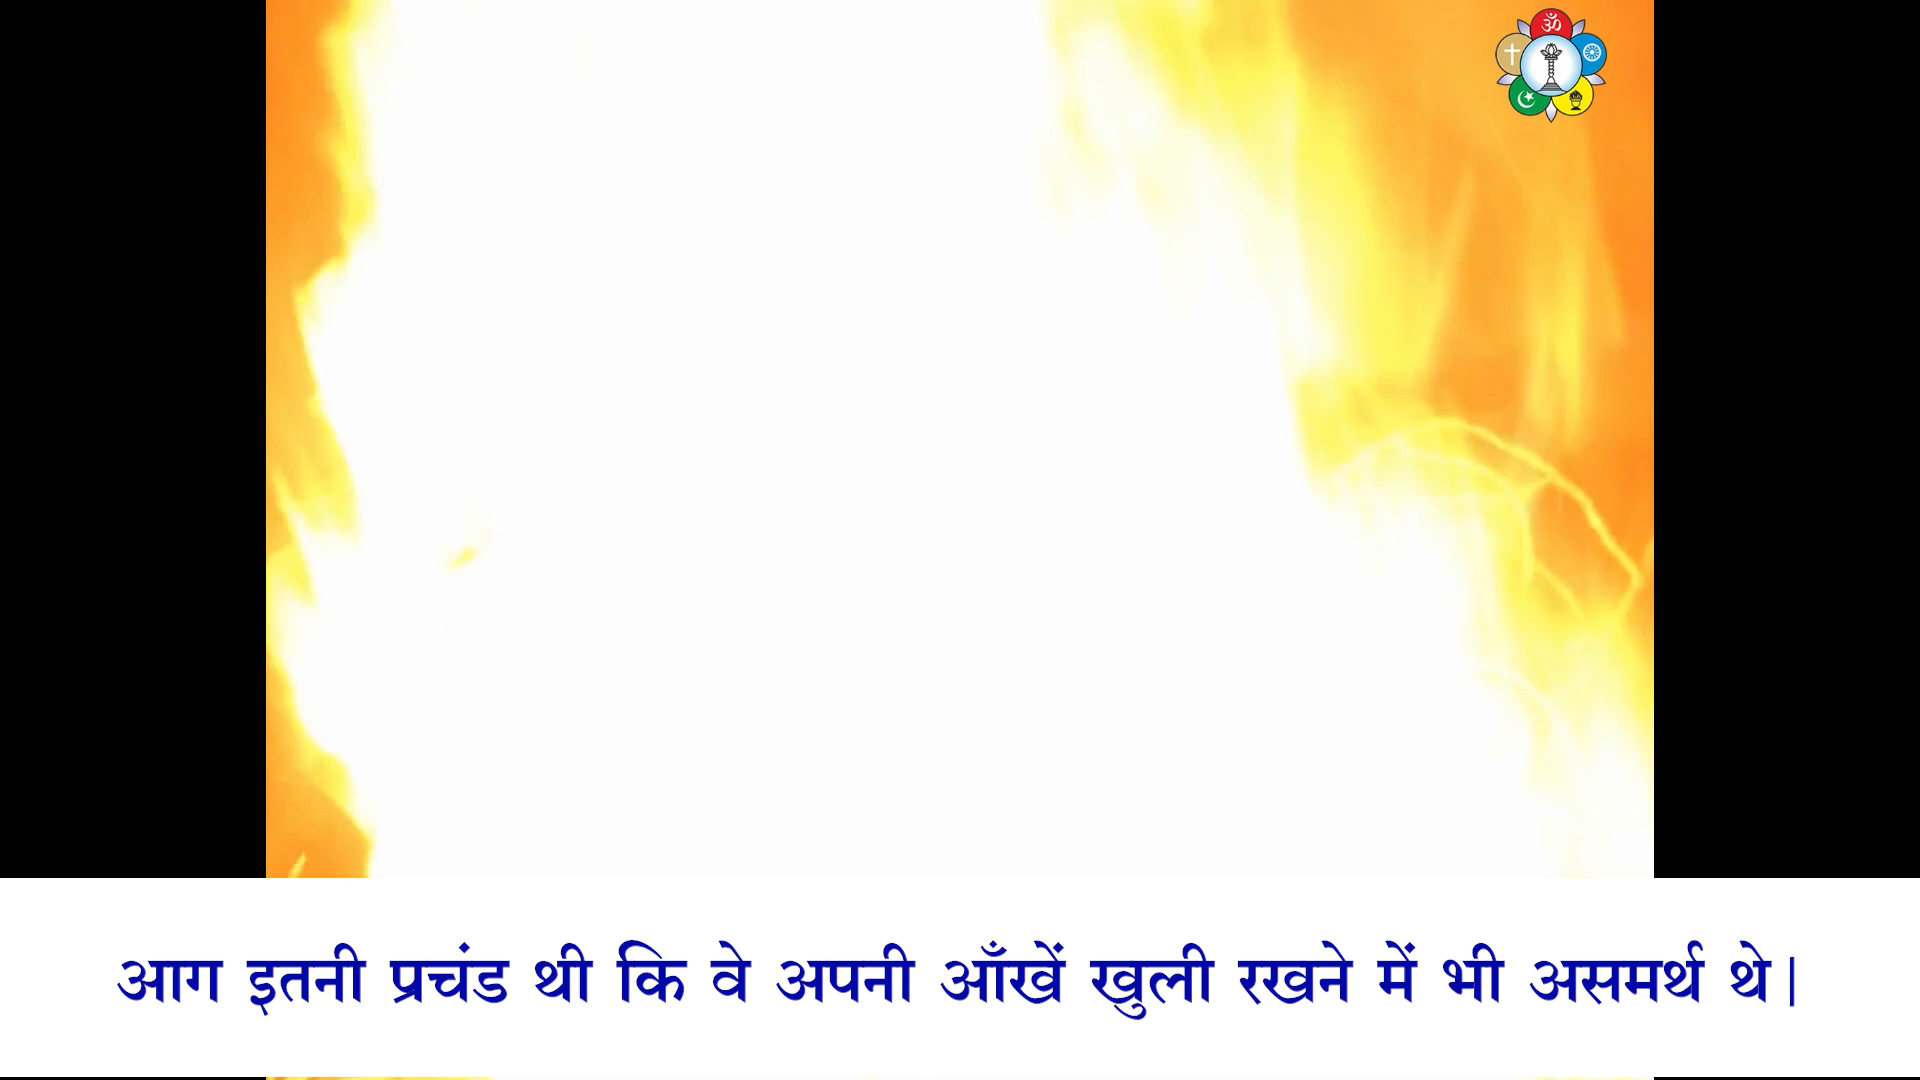 ॐ
आग इतनी प्रचंड थी कि वे अपनी आँखें खुली रखने में भी असमर्थ थे|